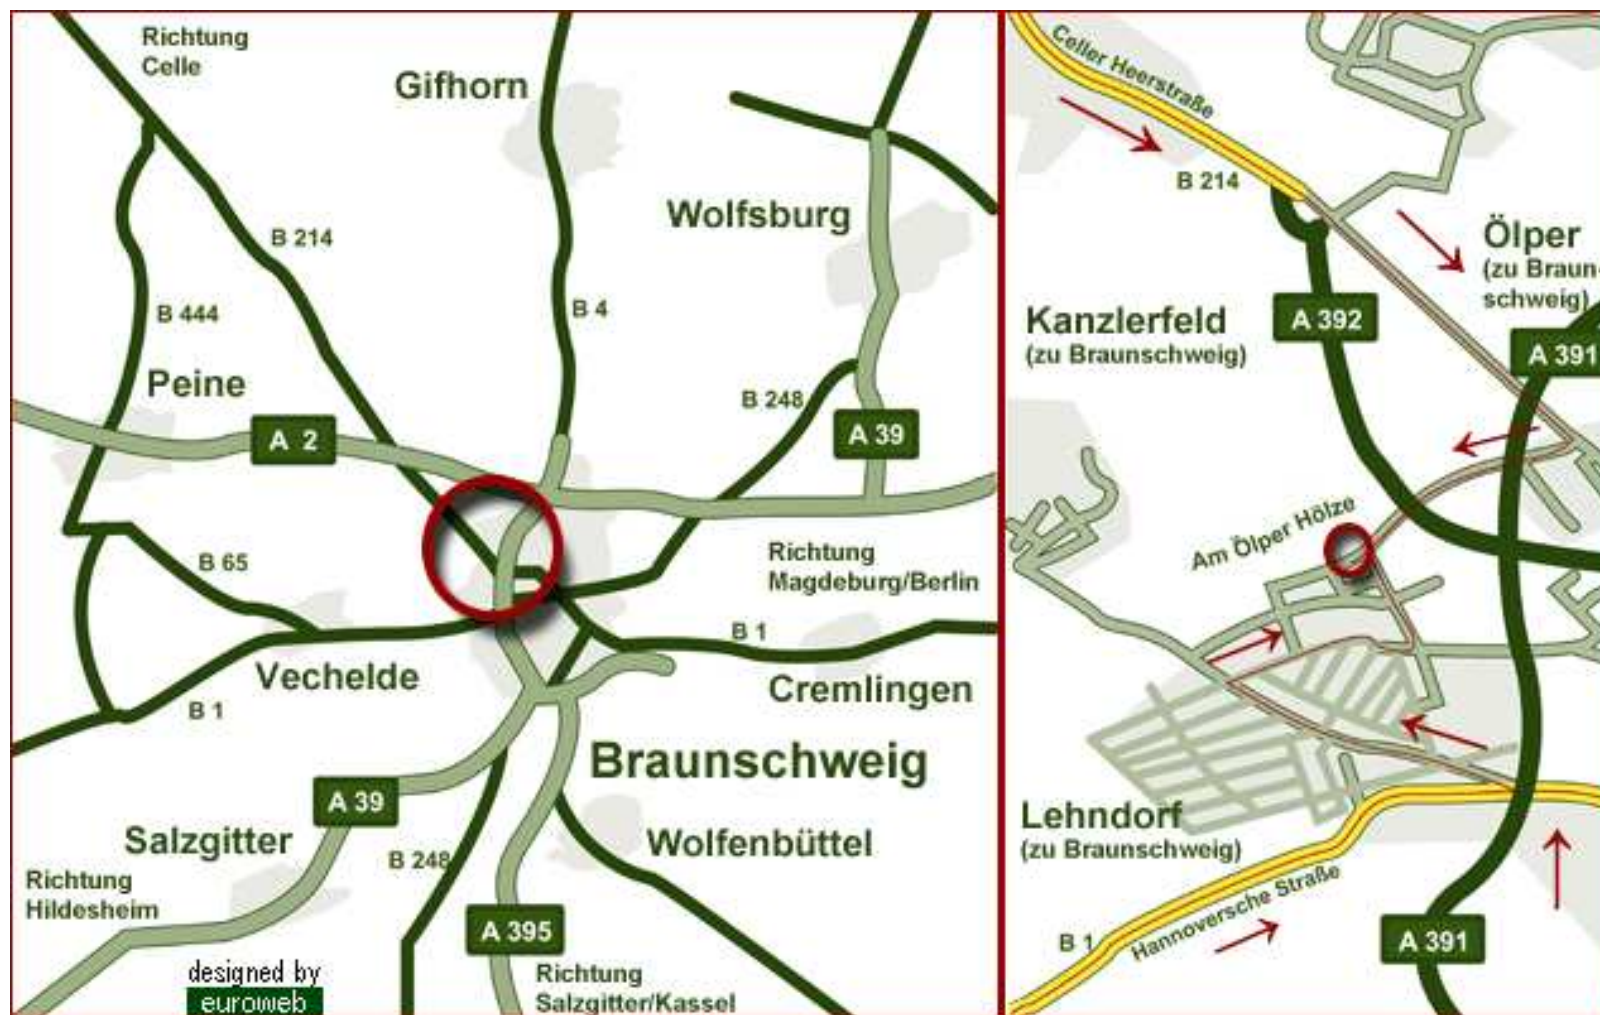 Richtung
Celle
Gifhorn
Wolfsburg
B 214
B 444
B 4
Peine
B 248
A 2
A 39
B 65
Richtung
Magdeburg/Berlin
B 1
Vechelde
Cremlingen
B 1
Braunschweig
A 39
Salzgitter
Wolfenbüttel
B 248
Richtung
Hildesheim
A 395
designed by
euroweb
Richtung
Salzgitter/Kassel
Celler Heerstraße
B 214
Ölper
(zu Braun-
schweig)
Kanzlerfeld
(zu Braunschweig)
A 392
A 391
Am Ölper Hölze
Lehndorf
(zu Braunschweig)
Hannoversche Straße
B 1
A 391